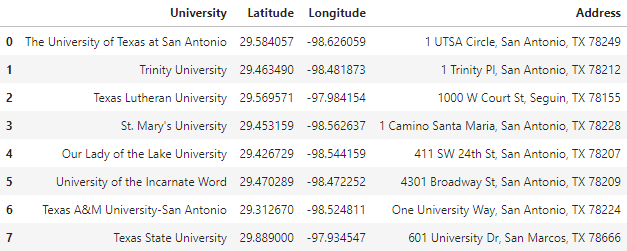 University Latitude Longitude Address
0 The University of Texas at San Antonio 29.584057 -98.626059 1 UTSA Circle, San Antonio, TX 78249
1 Trinity University 29.463490 -98.481873 1 Trinity Pl, San Antonio, TX 78212
2 Texas Lutheran University 29.569571 -97.984154 1000 W Court St, Seguin, TX 78155
3 St. Mary's University 29.453159 -98.562637 1 Camino Santa Maria, San Antonio, TX 78228
4 Our Lady of the Lake University 29.426729 -98.544159 411 SW 24th St, San Antonio, TX 78207
5 University of the Incarnate Word 29.470289 -98.472252 4301 Broadway St, San Antonio, TX 78209
6 Texas A&M University-San Antonio 29.312670 -98.524811 One University Way, San Antonio, TX 78224
7 Texas State University 29.889000 -97.934547 601 University Dr, San Marcos, TX 78666